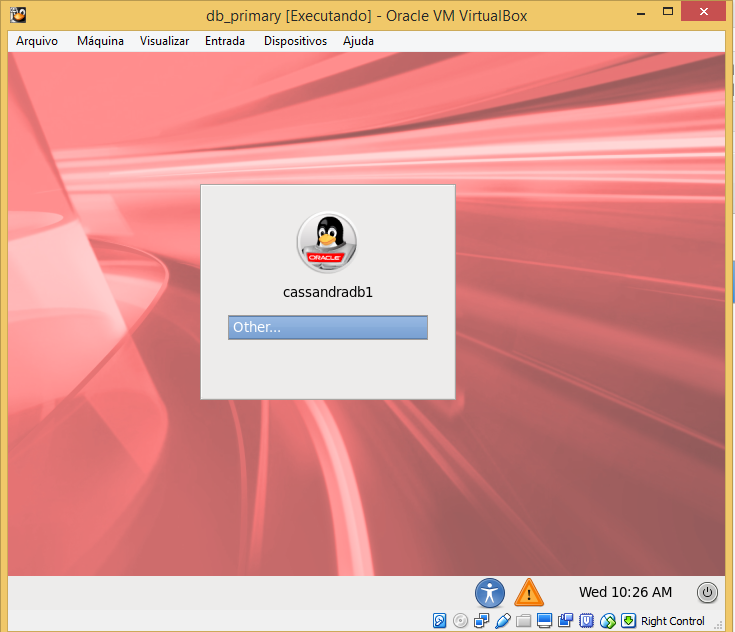 db_primary [Executando] - Oracle VM VirtualBox
Arquivo Máquina Visualizar Entrada Dispositivos Ajuda
ORACLE
cassandradb1
Other...
Wed 10:26 AM
Right Control